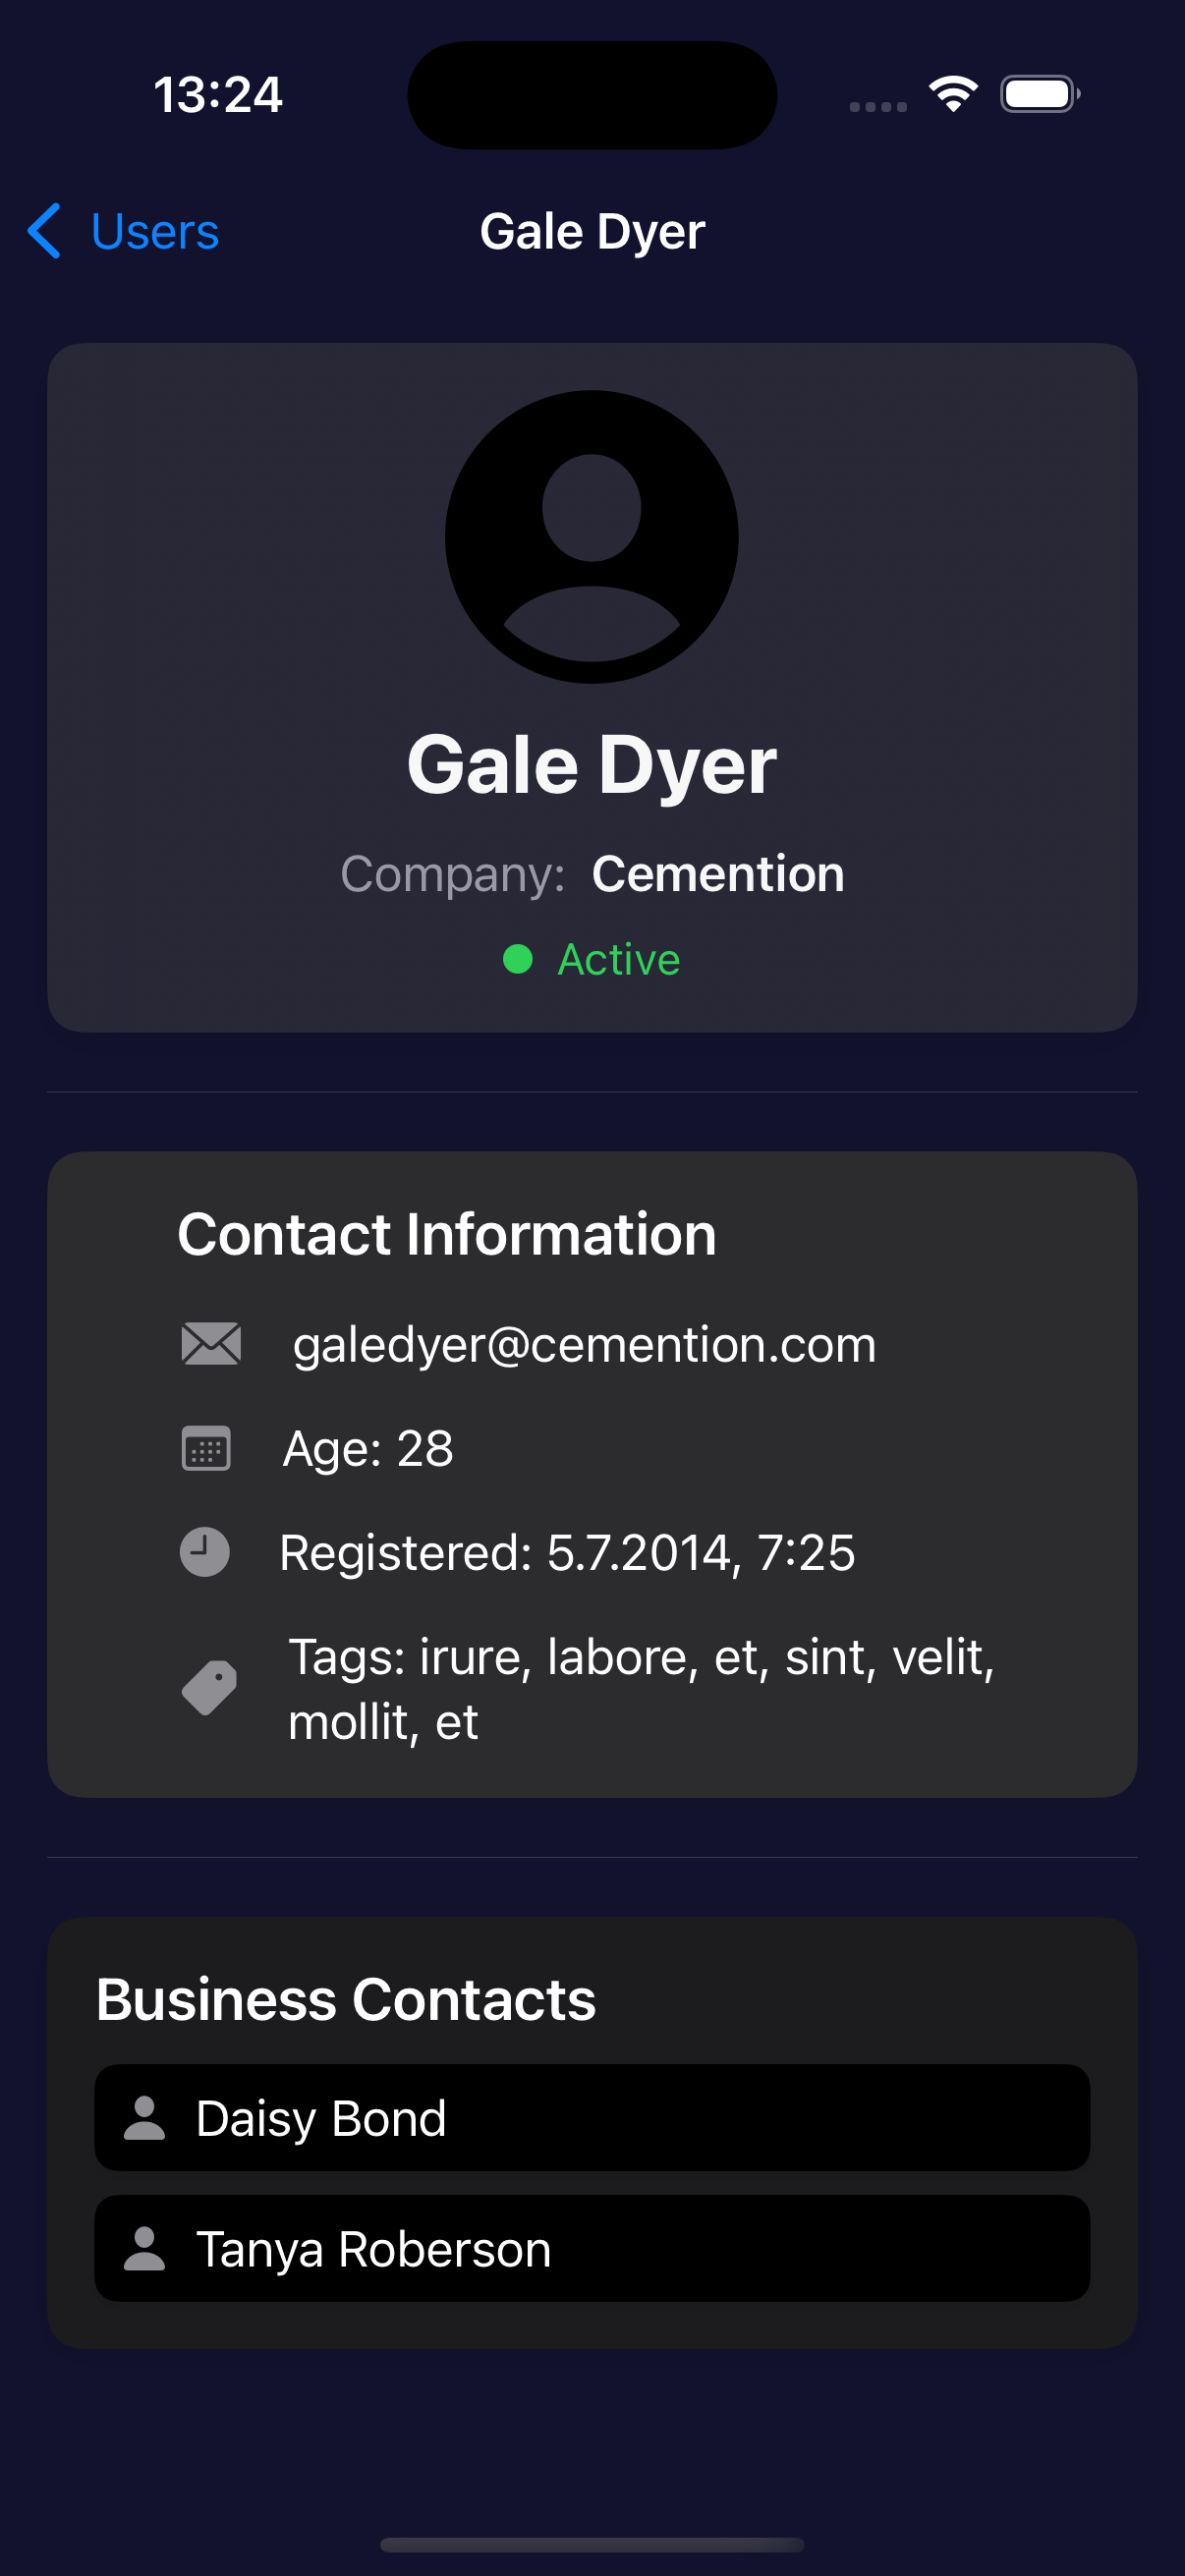 13:24
Users
Gale Dyer
Gale Dyer
Company: Cemention
Active
Contact Information
galedyer@cemention.com
Age: 28
Registered: 5.7.2014, 7:25
Tags: irure, labore, et, sint, velit,
mollit, et
Business Contacts
Daisy Bond
Tanya Roberson